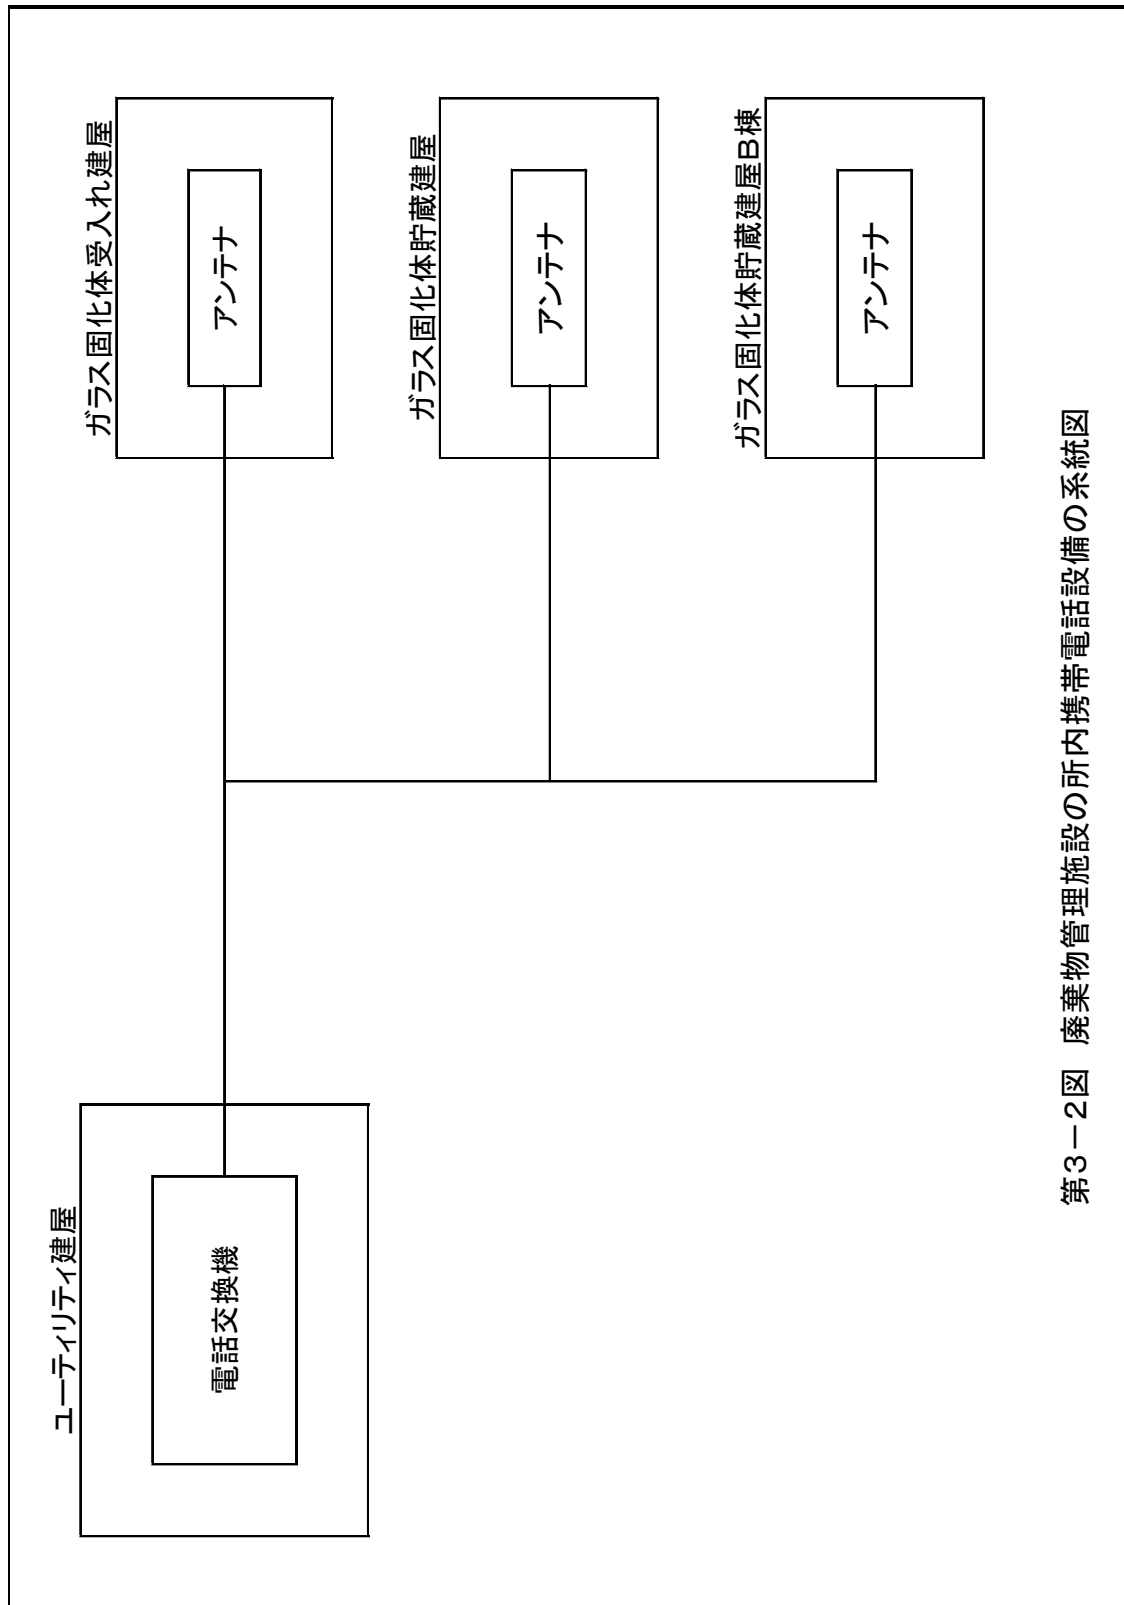 ユーティリティ建屋
電話交換機
ガラス固化体受入れ建屋
アンテナ
ガラス固化体貯蔵建屋
アンテナ
ガラス固化体貯蔵建屋B棟
アンテナ
第3－2図 廃棄物管理施設の所内携帯電話設備の系統図